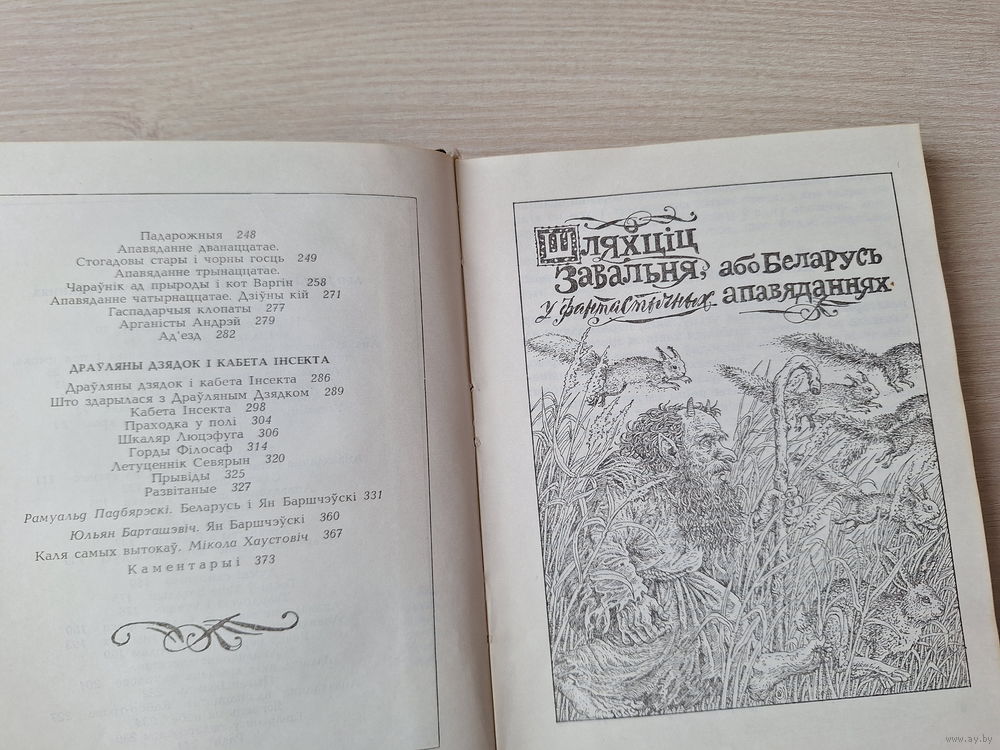 Падарожныя 248
Апавяданне дванаццатае.
Стогадовы стары і чорны госць 249
Апавяданне трынаццатае.
Чараўнік ад прыроды і кот Варгін 258
Апавяданне чатырнаццатае. Дзіўны кій 271
Гаспадарчыя клопаты 277
Арганісты Андрэй 279
Ад'езд 282
ДРАЎЛЯНЫ ДЗЯДОК І КАБЕТА ІНСЕКТА
Драўляны дзядок і кабета Інсекта 286
Што здарылася з Драўляным Дзядком 289
Кабета Інсекта 298
Праходка у полі 304
Шкаляр Люцэфуга 306
Горды Філосаф 314
Летуценнік Севярын 320
Прывіды 325
Развітаные 327
Рамуальд Падбярэскі. Беларусь і Ян Баршчэўскі 331
Юльян Барташэвіч. Ян Баршчэўскі 360
Каля самых вытокаў. Мікола Хаустовіч 367
Каментарыі 373
Шляхціц
Завальня, або Беларусь
у фантастычных апавяданнях.
www.ay.by